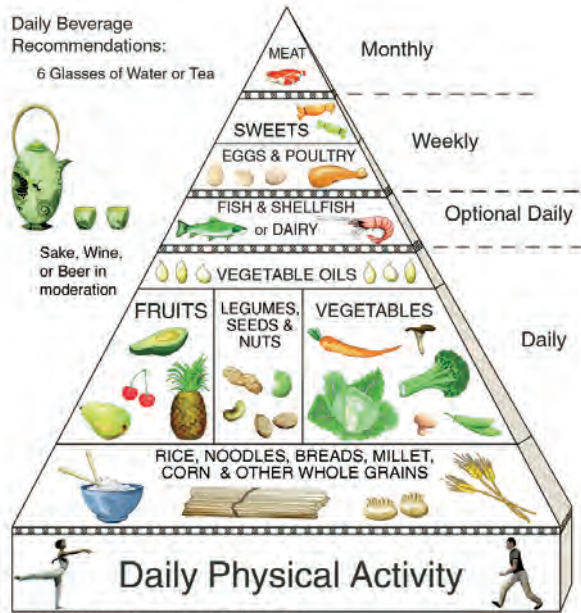 Daily Beverage
Recommendations:
6 Glasses of Water or Tea
Sake, Wine,
or Beer in
moderation
MEAT
Monthly
SWEETS
Weekly
EGGS & POULTRY
FISH & SHELLFISH
or DAIRY
Optional Daily
VEGETABLE OILS
FRUITS
LEGUMES,
SEEDS &
NUTS
VEGETABLES
Daily
RICE, NOODLES, BREADS, MILLET,
CORN & OTHER WHOLE GRAINS
Daily Physical Activity